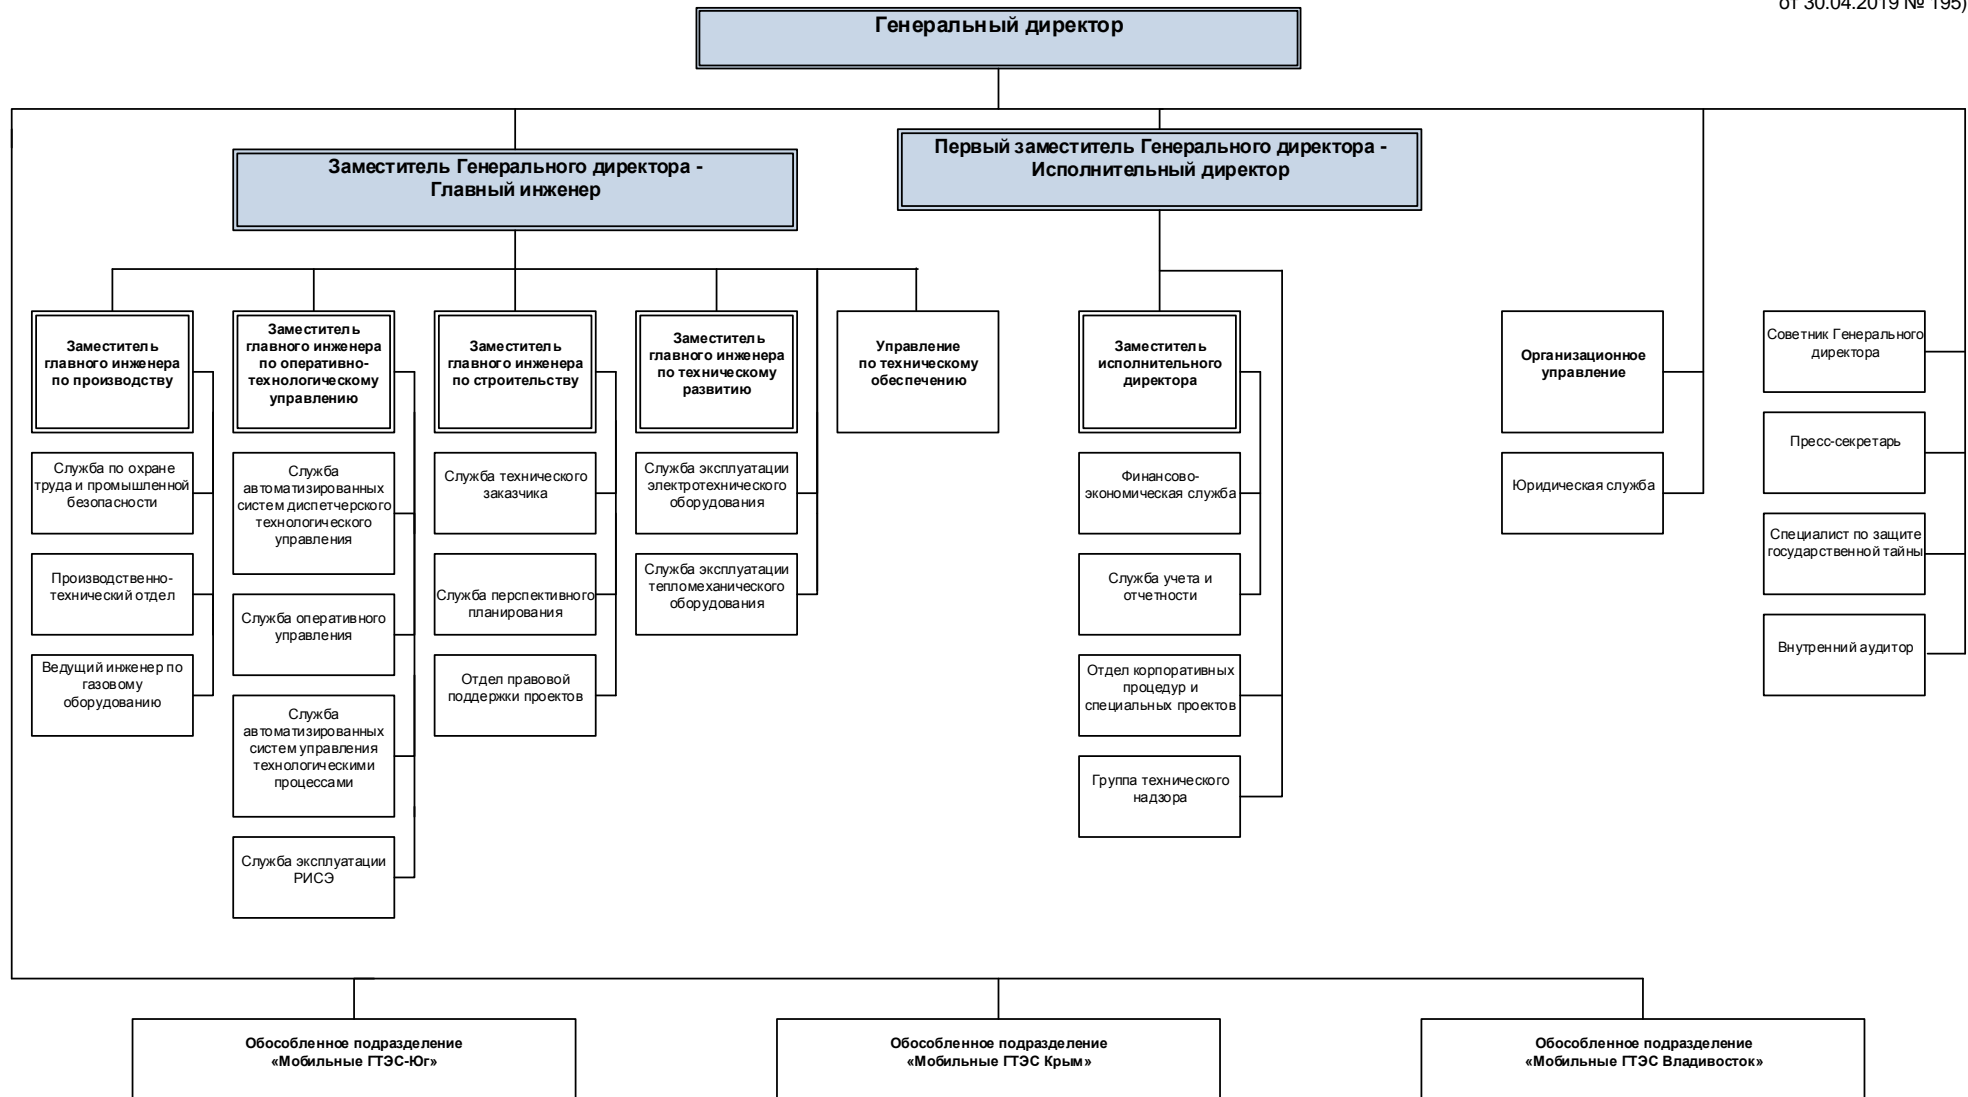 от 30.04.2019 № 195)
Генеральный директор
Заместитель Генерального директора -
Главный инженер
Первый заместитель Генерального директора -
Исполнительный директор
Заместитель
главного инженера
по производству
Служба по охране
труда и промышленной
безопасности
Производственно-
технический отдел
Ведущий инженер по
газовому
оборудованию
Заместитель
главного инженера
по оперативно-
технологическому
управлению
Служба
автоматизированных
систем диспетчерского
технологического
управления
Служба оперативного
управления
Служба
автоматизированных
систем управления
технологическими
процессами
Служба эксплуатации
РИСЭ
Заместитель
главного инженера
по строительству
Служба технического
заказчика
Служба перспективного
планирования
Отдел правовой
поддержки проектов
Заместитель
главного инженера
по техническому
развитию
Служба эксплуатации
электротехнического
оборудования
Служба эксплуатации
тепломеханического
оборудования
Управление
по техническому
обеспечению
Заместитель
исполнительного
директора
Финансово-
экономическая служба
Служба учета и
отчетности
Отдел корпоративных
процедур и
специальных проектов
Группа технического
надзора
Организационное
управление
Юридическая служба
Советник Генерального
директора
Пресс-секретарь
Специалист по защите
государственной тайны
Внутренний аудитор
Обособленное подразделение
«Мобильные ГТЭС-Юг»
Обособленное подразделение
«Мобильные ГТЭС Крым»
Обособленное подразделение
«Мобильные ГТЭС Владивосток»